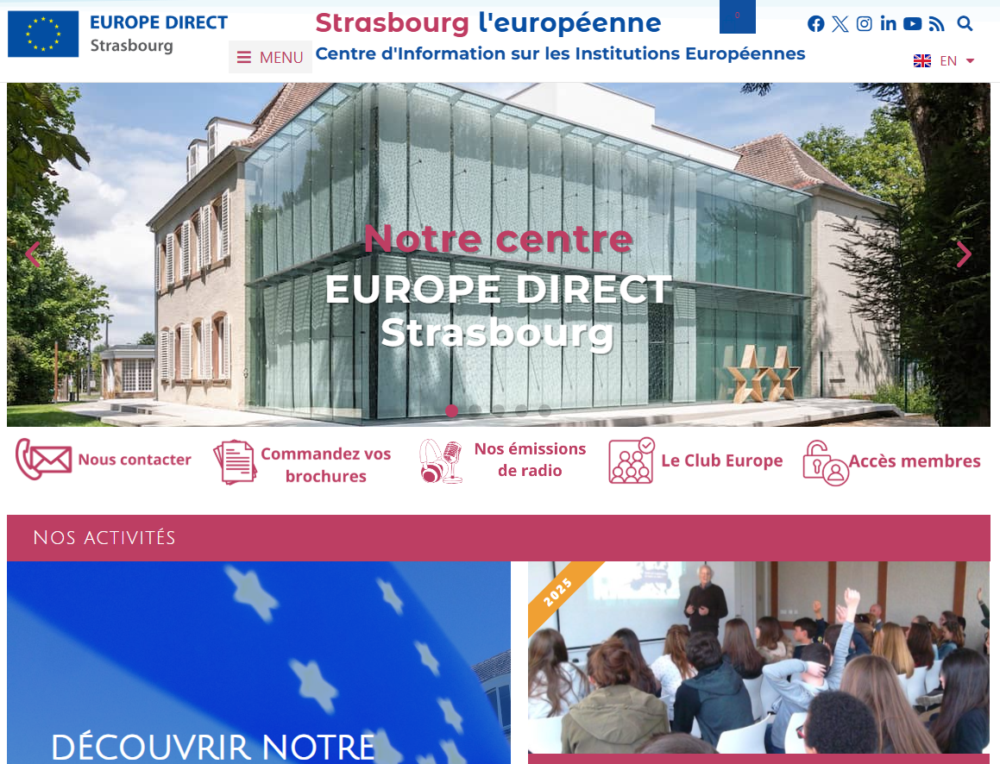 EUROPE DIRECT
Strasbourg
MENU
Strasbourg l'européenne
Centre d'Information sur les Institutions Européennes
0
EN
Notre centre
EUROPE DIRECT
Strasbourg
Nous contacter
Commandez vos
brochures
Nos émissions
de radio
Le Club Europe
Accès membres
Nos activités
DÉCOUVRIR NOTRE
2025